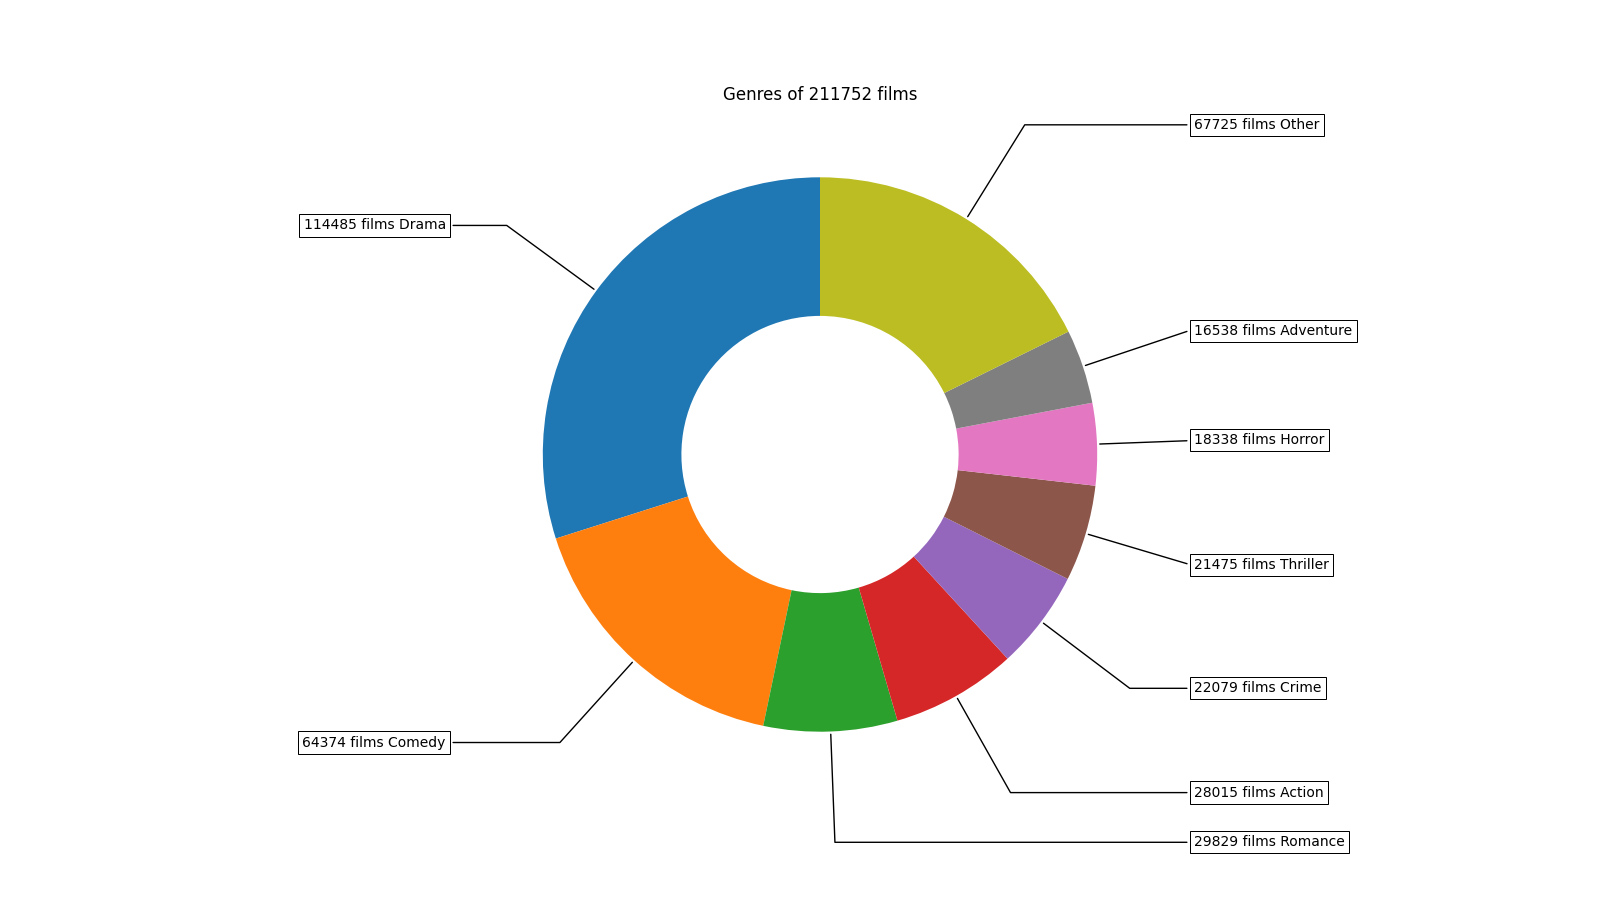 Genres of 211752 films
67725 films Other
114485 films Drama
16538 films Adventure
18338 films Horror
21475 films Thriller
22079 films Crime
64374 films Comedy
28015 films Action
29829 films Romance